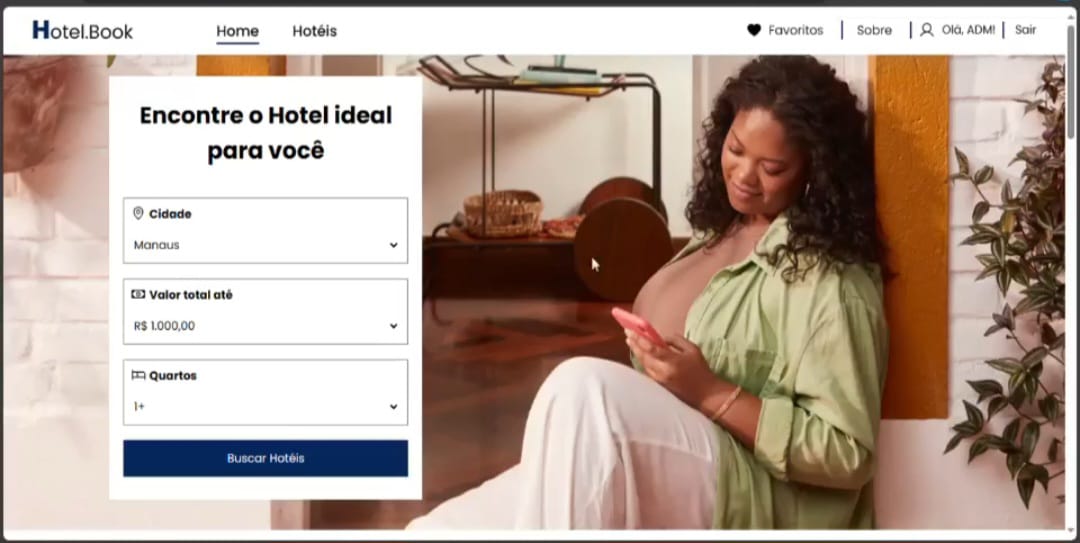 Hotel.Book
Home
Hotéis
Favoritos
Sobre
Olá, ADM!
Sair
Encontre o Hotel ideal
para você
Cidade
Manaus
Valor total até
R$ 1.000,00
Quartos
1+
Buscar Hotéis